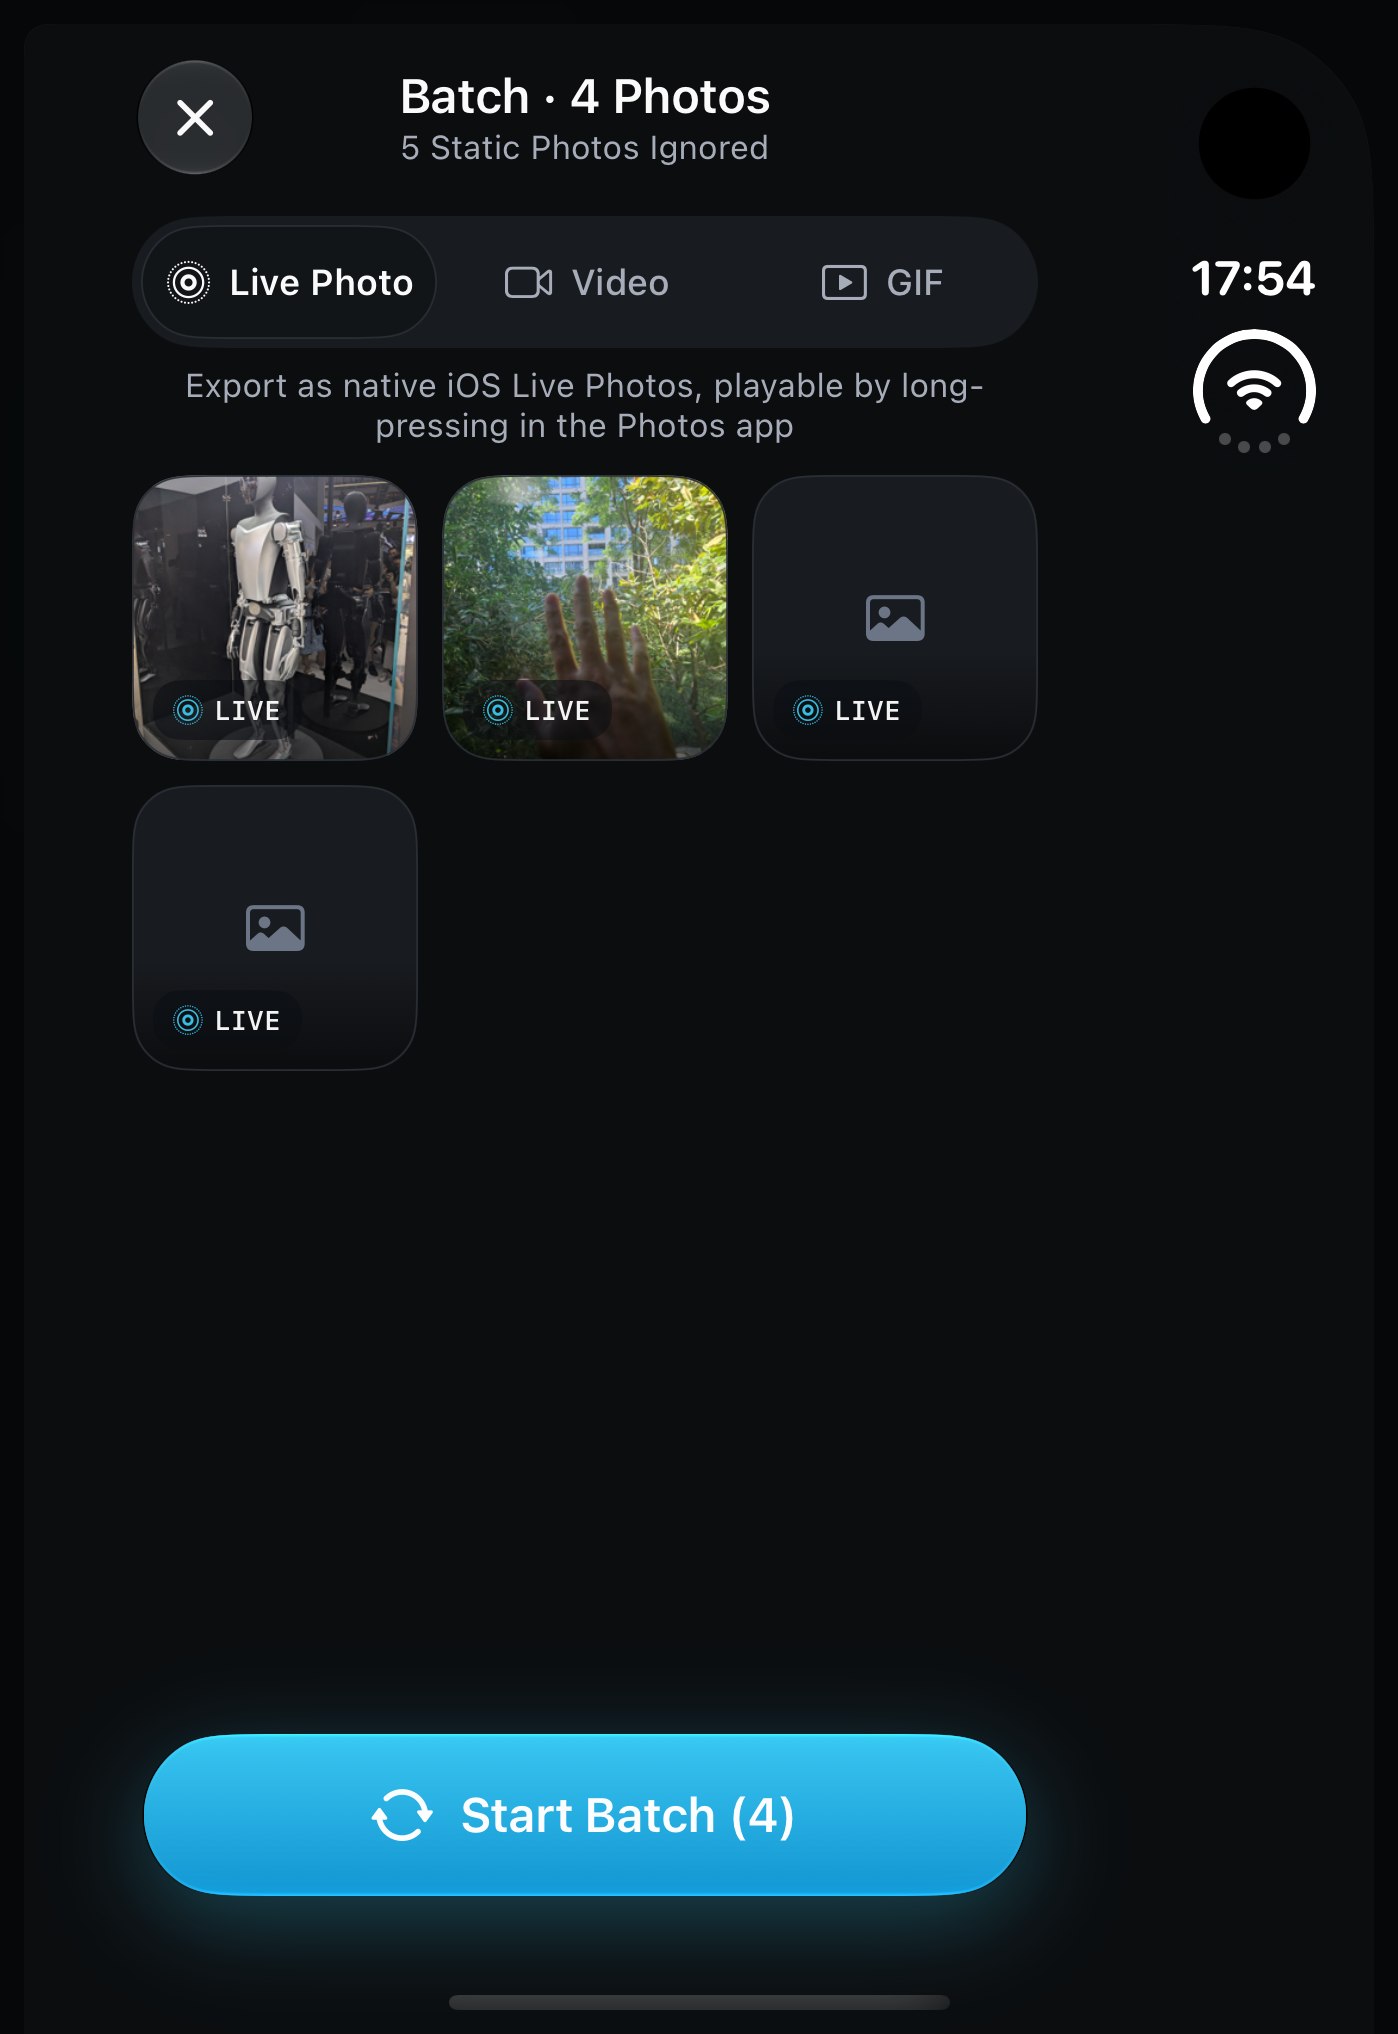 Batch · 4 Photos
5 Static Photos Ignored
17:54
Live Photo
Video
GIF
Export as native iOS Live Photos, playable by long-
pressing in the Photos app
LIVE
LIVE
LIVE
LIVE
Start Batch (4)